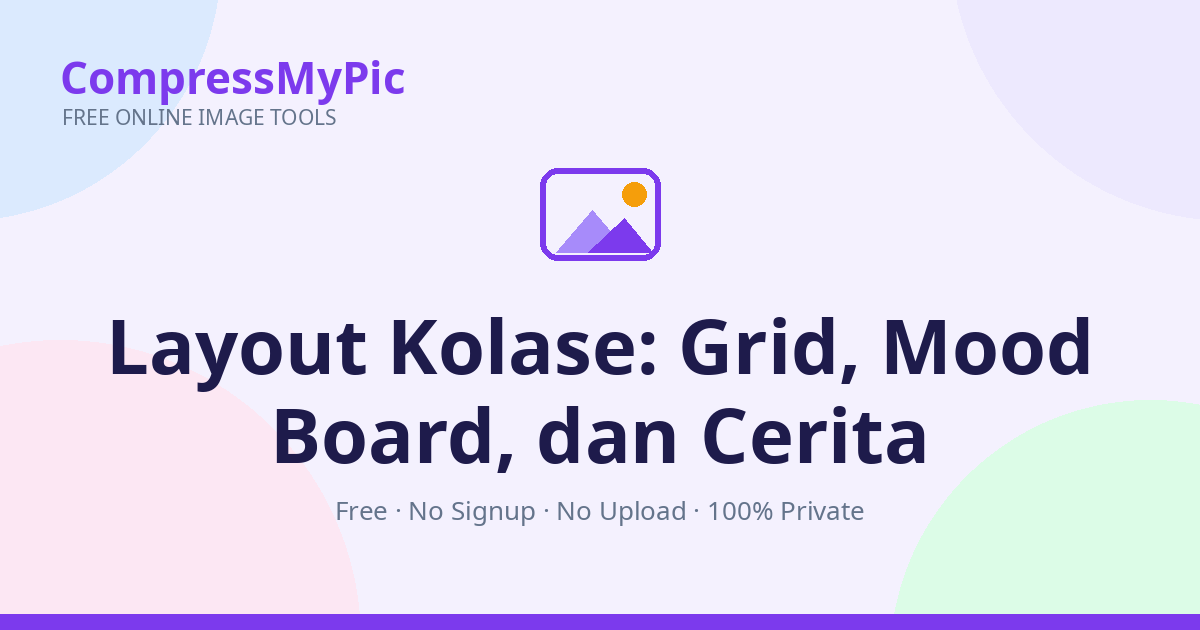 CompressMyPic
FREE ONLINE IMAGE TOOLS
Layout Kolase: Grid, Mood
Board, dan Cerita
Free · No Signup · No Upload · 100% Private